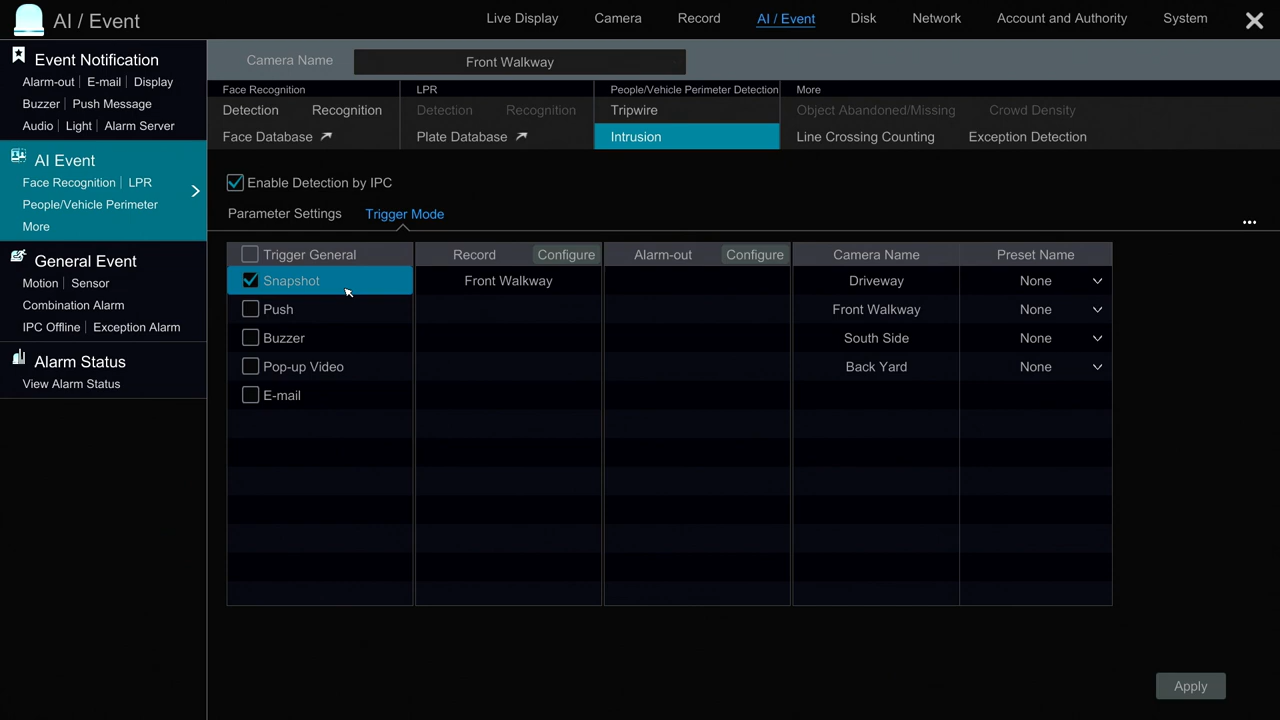 AI / Event
Live Display Camera Record AI / Event Disk Network Account and Authority System
Event Notification
Alarm-out E-mail Display
Buzzer Push Message
Audio Light Alarm Server
AI Event
Face Recognition LPR
People/Vehicle Perimeter
More
General Event
Motion Sensor
Combination Alarm
IPC Offline Exception Alarm
Alarm Status
View Alarm Status
Camera Name Front Walkway
Face Recognition LPR People/Vehicle Perimeter Detection More
Detection Recognition Detection Recognition Tripwire Object Abandoned/Missing Crowd Density
Face Database Plate Database Intrusion Line Crossing Counting Exception Detection
Enable Detection by IPC
Parameter Settings Trigger Mode
...
Trigger General Record Configure Alarm-out Configure Camera Name Preset Name
Snapshot Front Walkway Driveway None
Push Front Walkway None
Buzzer South Side None
Pop-up Video Back Yard None
E-mail
Apply